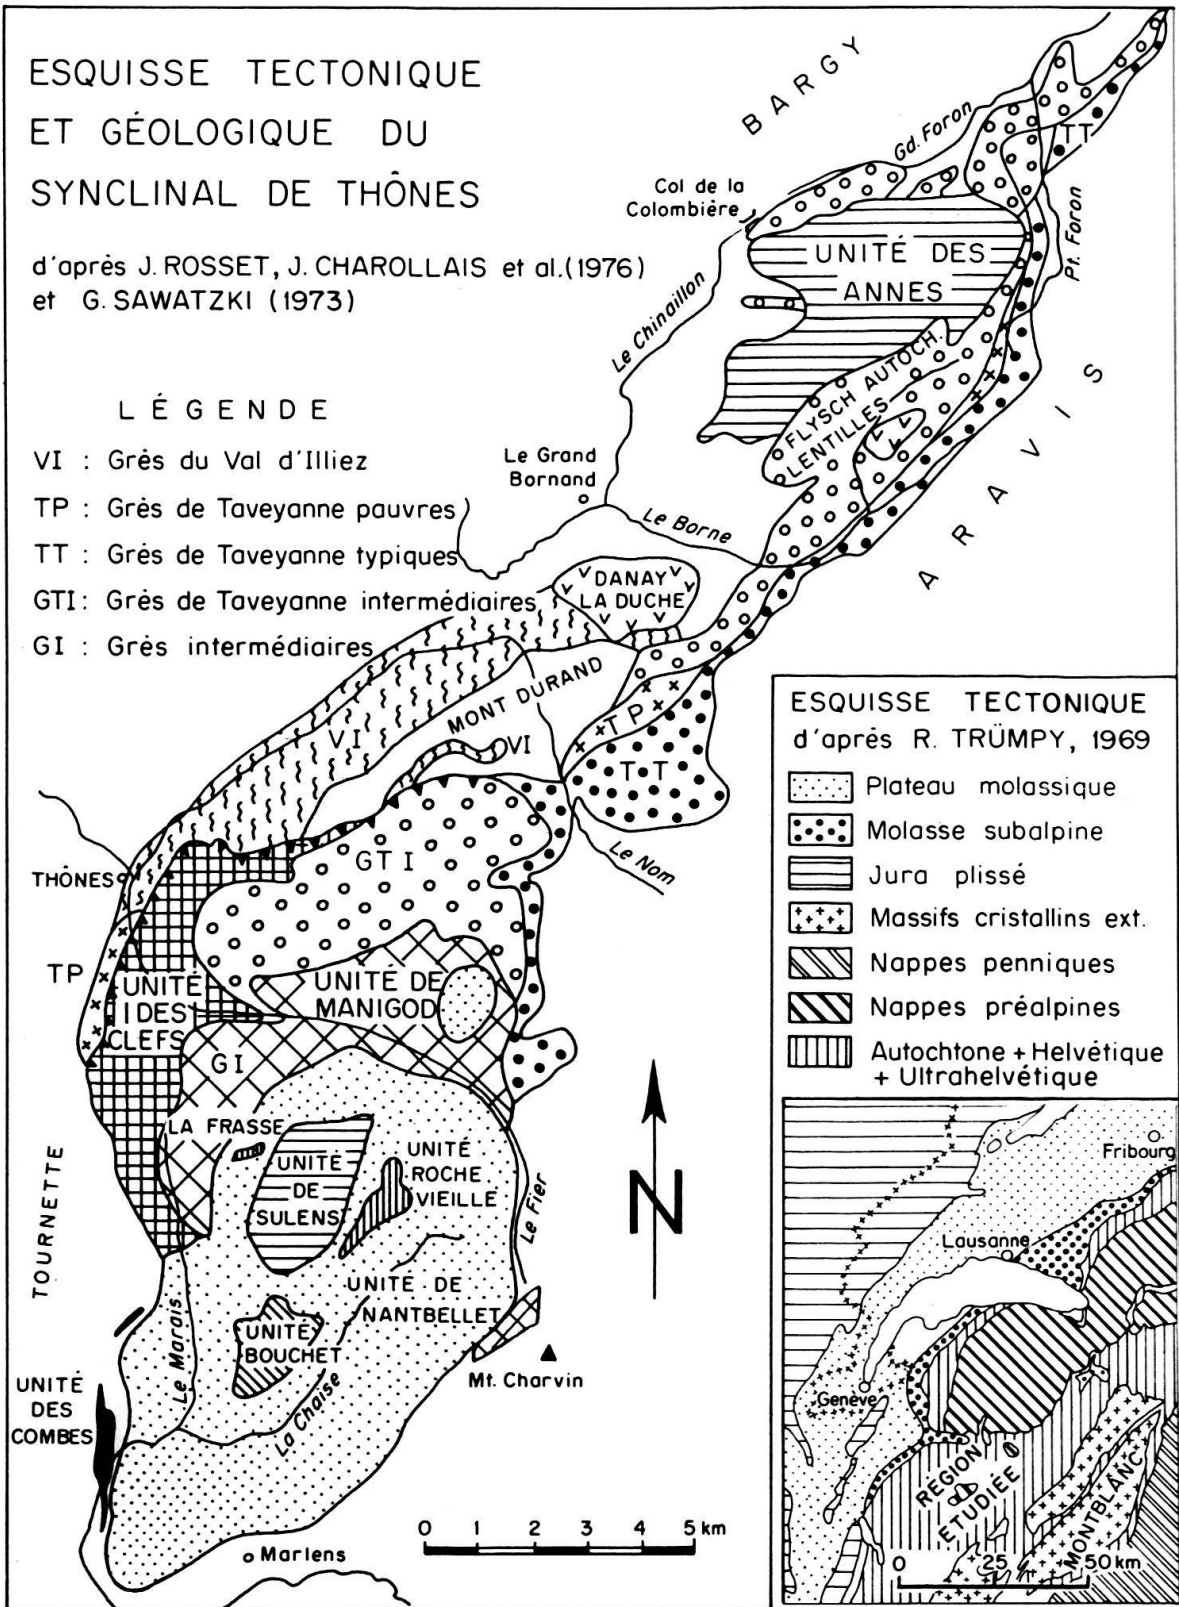 ESQUISSE TECTONIQUE
ET GÉOLOGIQUE DU
SYNCLINAL DE THÔNES
d'après J. ROSSET, J. CHAROLLAIS et al. (1976)
et G. SAWATZKI (1973)
LÉGENDE
VI : Grès du Val d'Illiez
TP : Grès de Taveyanne pauvres
TT : Grès de Taveyanne typiques
GTI : Grès de Taveyanne intermédiaires
GI : Grès intermédiaires
BARGY
Gd. Foron
TT
Col de la
Colombière
Pt. Foron
UNITÉ DES
ANNES
Le Chinaillon
FLYSCH AUTOCH.
LENTILLES
ARAVIS
Le Grand
Bornand
Le Borne
DANAY
LA DUCHE
MONT DURAND
VI
VI
TP
TT
GTI
Le Nom
THÔNES
TP
UNITÉ
DES
CLEFS
UNITÉ DE
MANIGOD
GI
LA FRASSE
UNITÉ
DE
SULENS
UNITÉ
ROCHE
VIEILLE
Le Fier
TOURNETTE
UNITÉ DE
NANTBELLET
Le Marais
UNITÉ
BOUCHET
La Chaise
Mt. Charvin
UNITÉ
DES
COMBES
Marlens
0 1 2 3 4 5 km
N
ESQUISSE TECTONIQUE
d'après R. TRÜMPY, 1969
Plateau molassique
Molasse subalpine
Jura plissé
Massifs cristallins ext.
Nappes penniques
Nappes préalpines
Autochtone + Helvétique
+ Ultrahelvétique
Fribourg
Lausanne
Genève
RÉGION
ETUDIÉE
MONTBLANC
0 25 50 km